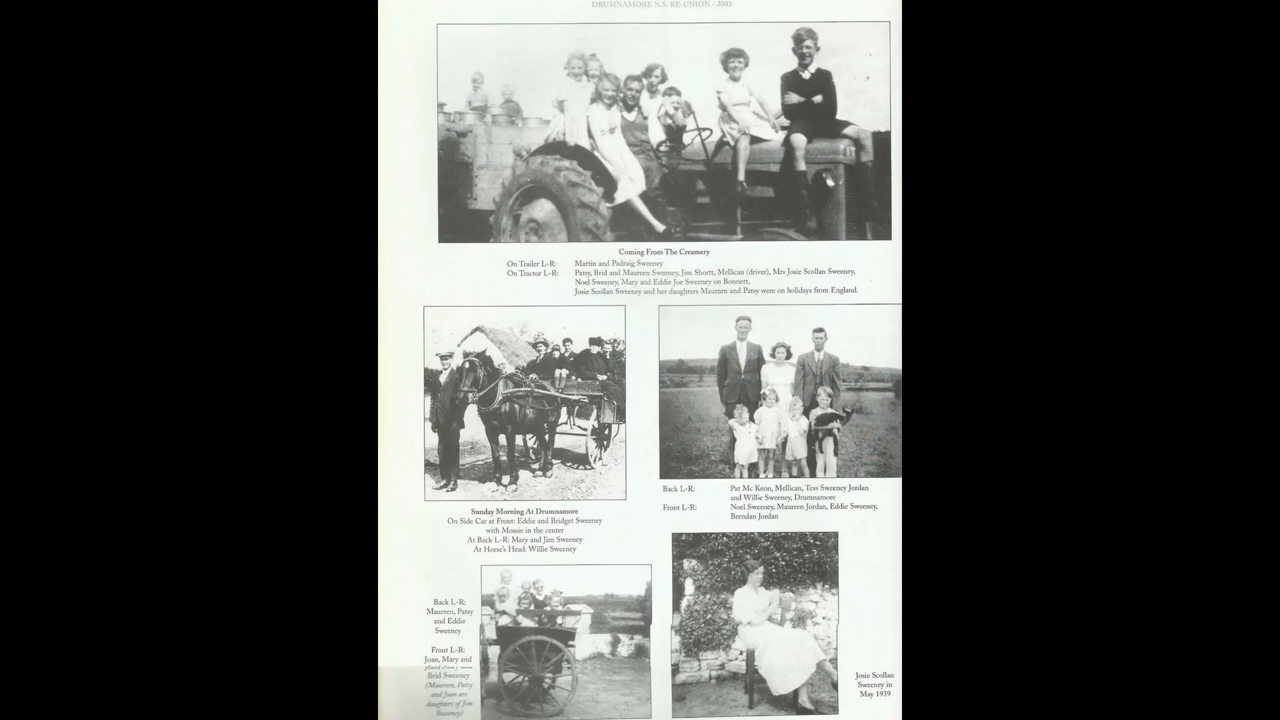 DRUMNAMORE N.S. RE-UNION - 2003
Coming From The Creamery
On Trailer L-R: Martin and Padraig Sweeney
On Tractor L-R: Patsy, Brid and Maureen Sweeney, Jim Shortt, Mellican (driver), Mrs Josie Scollan Sweeney,
Noel Sweeney, Mary and Eddie Joe Sweeney on Bonnett,
Josie Scollan Sweeney and her daughters Maureen and Patsy were on holidays from England.
Sunday Morning At Drumnamore
On Side Car at Front: Eddie and Bridget Sweeney
with Mossie in the center
At Back L-R: Mary and Jim Sweeney
At Horse's Head: Willie Sweeney
Back L-R: Pat Mc Keon, Mellican, Tess Sweeney Jordan
and Willie Sweeney, Drumnamore
Front L-R: Noel Sweeney, Maureen Jordan, Eddie Sweeney,
Brendan Jordan
Back L-R:
Maureen, Patsy
and Eddie
Sweeney
Front L-R:
Joan, Mary and
Brid Sweeney
(Maureen, Patsy
and Joan are
daughters of Jim
Sweeney)
Josie Scollan
Sweeney in
May 1939